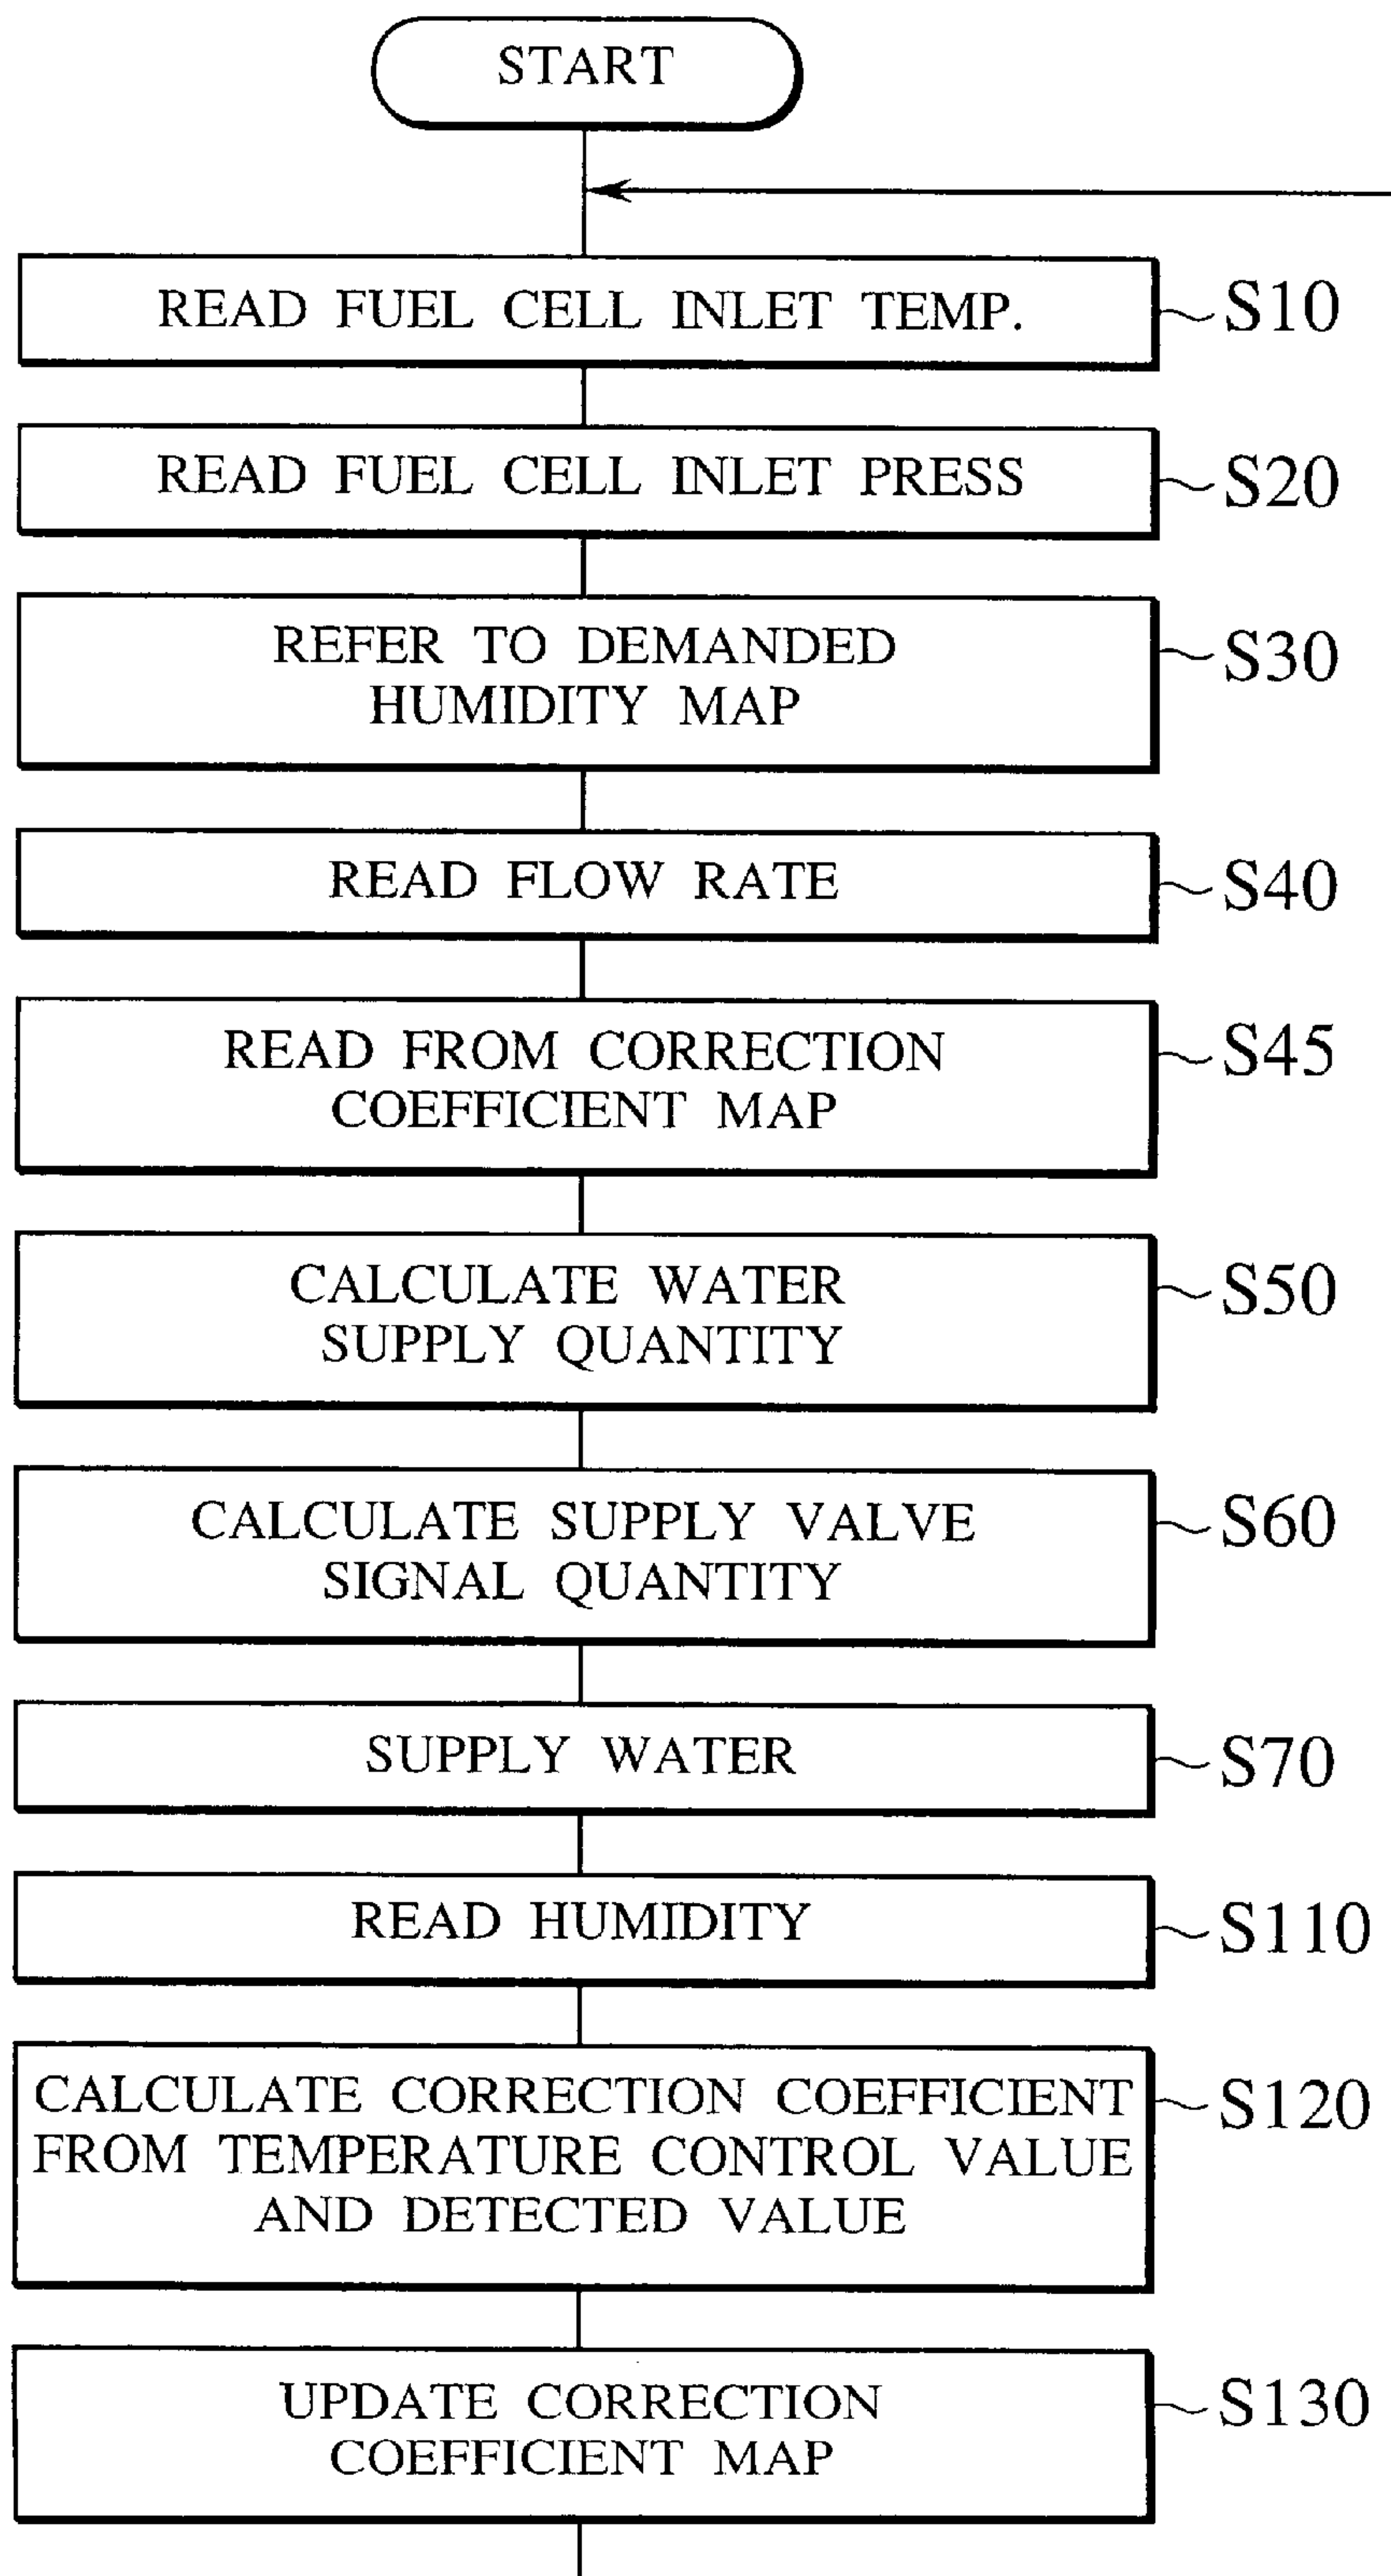 START
READ FUEL CELL INLET TEMP.
S10
READ FUEL CELL INLET PRESS
S20
REFER TO DEMANDED
HUMIDITY MAP
S30
READ FLOW RATE
S40
READ FROM CORRECTION
COEFFICIENT MAP
S45
CALCULATE WATER
SUPPLY QUANTITY
S50
CALCULATE SUPPLY VALVE
SIGNAL QUANTITY
S60
SUPPLY WATER
S70
READ HUMIDITY
S110
CALCULATE CORRECTION COEFFICIENT
FROM TEMPERATURE CONTROL VALUE
AND DETECTED VALUE
S120
UPDATE CORRECTION
COEFFICIENT MAP
S130